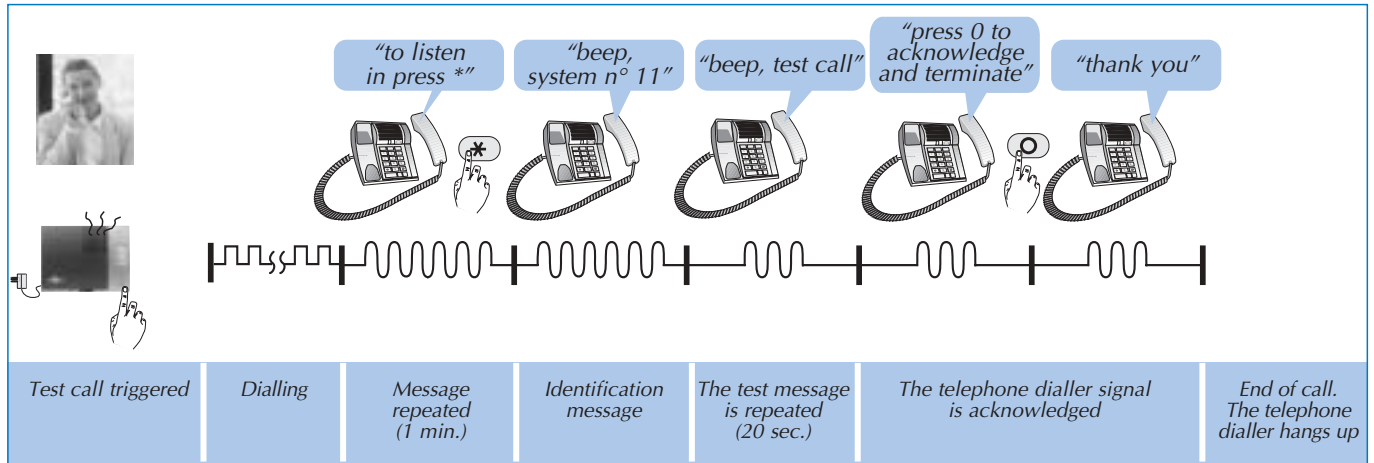 “to listen
in press *”
“beep,
system n° 11”
“beep, test call”
“press 0 to
acknowledge
and terminate”
“thank you”
Test call triggered
Dialling
Message
repeated
(1 min.)
Identification
message
The test message
is repeated
(20 sec.)
The telephone dialler signal
is acknowledged
End of call.
The telephone
dialler hangs up